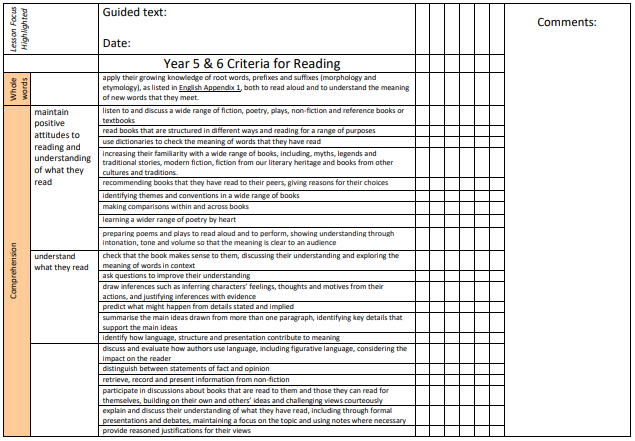 Lesson Focus
Highlighted
Guided text:
Date:
Comments:
Year 5 & 6 Criteria for Reading
Whole
words
apply their growing knowledge of root words, prefixes and suffixes (morphology and
etymology), as listed in English Appendix 1, both to read aloud and to understand the meaning
of new words that they meet.
Comprehension
maintain
positive
attitudes to
reading and
understanding
of what they
read
listen to and discuss a wide range of fiction, poetry, plays, non-fiction and reference books or
textbooks
read books that are structured in different ways and reading for a range of purposes
use dictionaries to check the meaning of words that they have read
increasing their familiarity with a wide range of books, including, myths, legends and
traditional stories, modern fiction, fiction from our literary heritage and books from other
cultures and traditions.
recommending books that they have read to their peers, giving reasons for their choices
identifying themes and conventions in a wide range of books
making comparisons within and across books
learning a wider range of poetry by heart
preparing poems and plays to read aloud and to perform, showing understanding through
intonation, tone and volume so that the meaning is clear to an audience
understand
what they read
check that the book makes sense to them, discussing their understanding and exploring the
meaning of words in context
ask questions to improve their understanding
draw inferences such as inferring characters' feelings, thoughts and motives from their
actions, and justifying inferences with evidence
predict what might happen from details stated and implied
summarise the main ideas drawn from more than one paragraph, identifying key details that
support the main ideas
identify how language, structure and presentation contribute to meaning
discuss and evaluate how authors use language, including figurative language, considering the
impact on the reader
distinguish between statements of fact and opinion
retrieve, record and present information from non-fiction
participate in discussions about books that are read to them and those they can read for
themselves, building on their own and others' ideas and challenging views courteously
explain and discuss their understanding of what they have read, including through formal
presentations and debates, maintaining a focus on the topic and using notes where necessary
provide reasoned justifications for their views